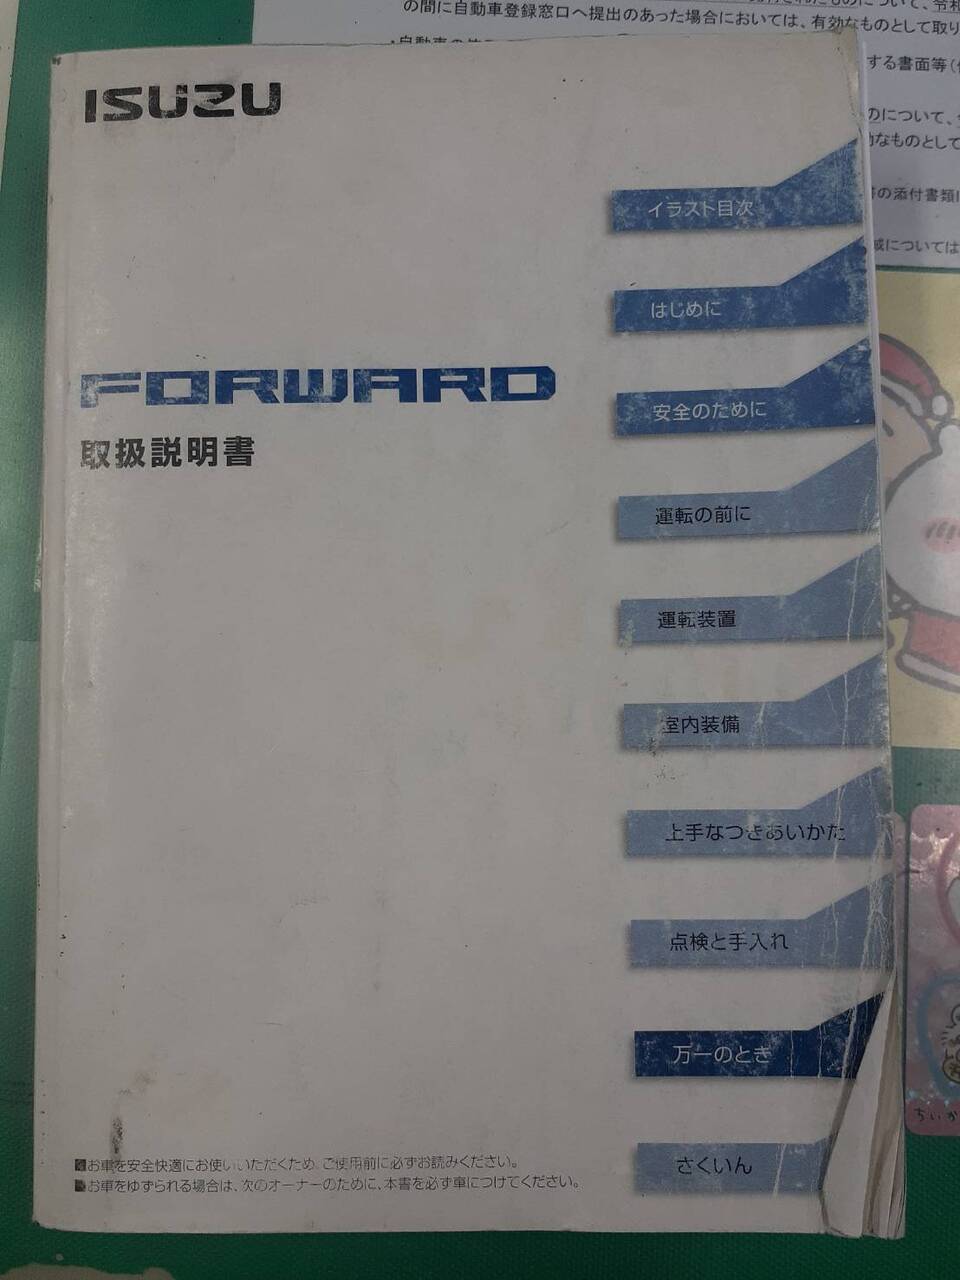 の間に自動車登録窓口へ提出のあった場合においては、有効なものとして取り
する書面等(
のについて、
なものとして
書の添付書類
については
ISUZU
FORWARD
取扱説明書
イラスト目次
はじめに
安全のために
運転の前に
運転装置
室内装備
上手なつきあいかた
点検と手入れ
万一のとき
さくいん
■お車を安全快適にお使いいただくため、ご使用前に必ずお読みください。
■お車をゆずられる場合は、次のオーナーのために、本書を必ず車につけてください。
ちいか